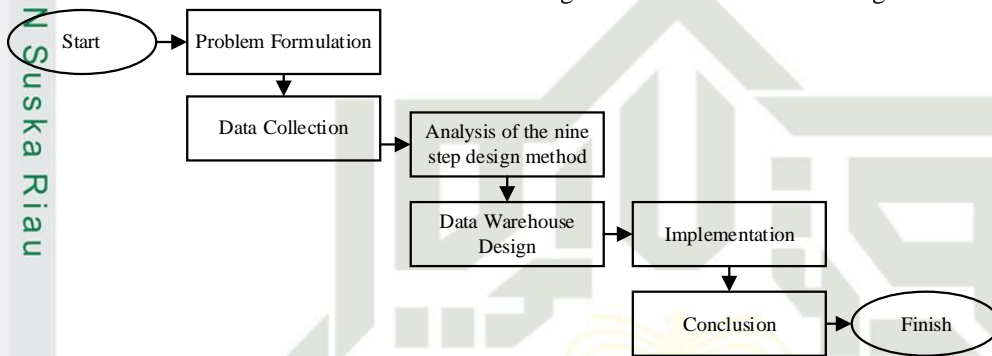 N Suska Riau
Start
Problem Formulation
Data Collection
Analysis of the nine
step design method
Data Warehouse
Design
Implementation
Conclusion
Finish